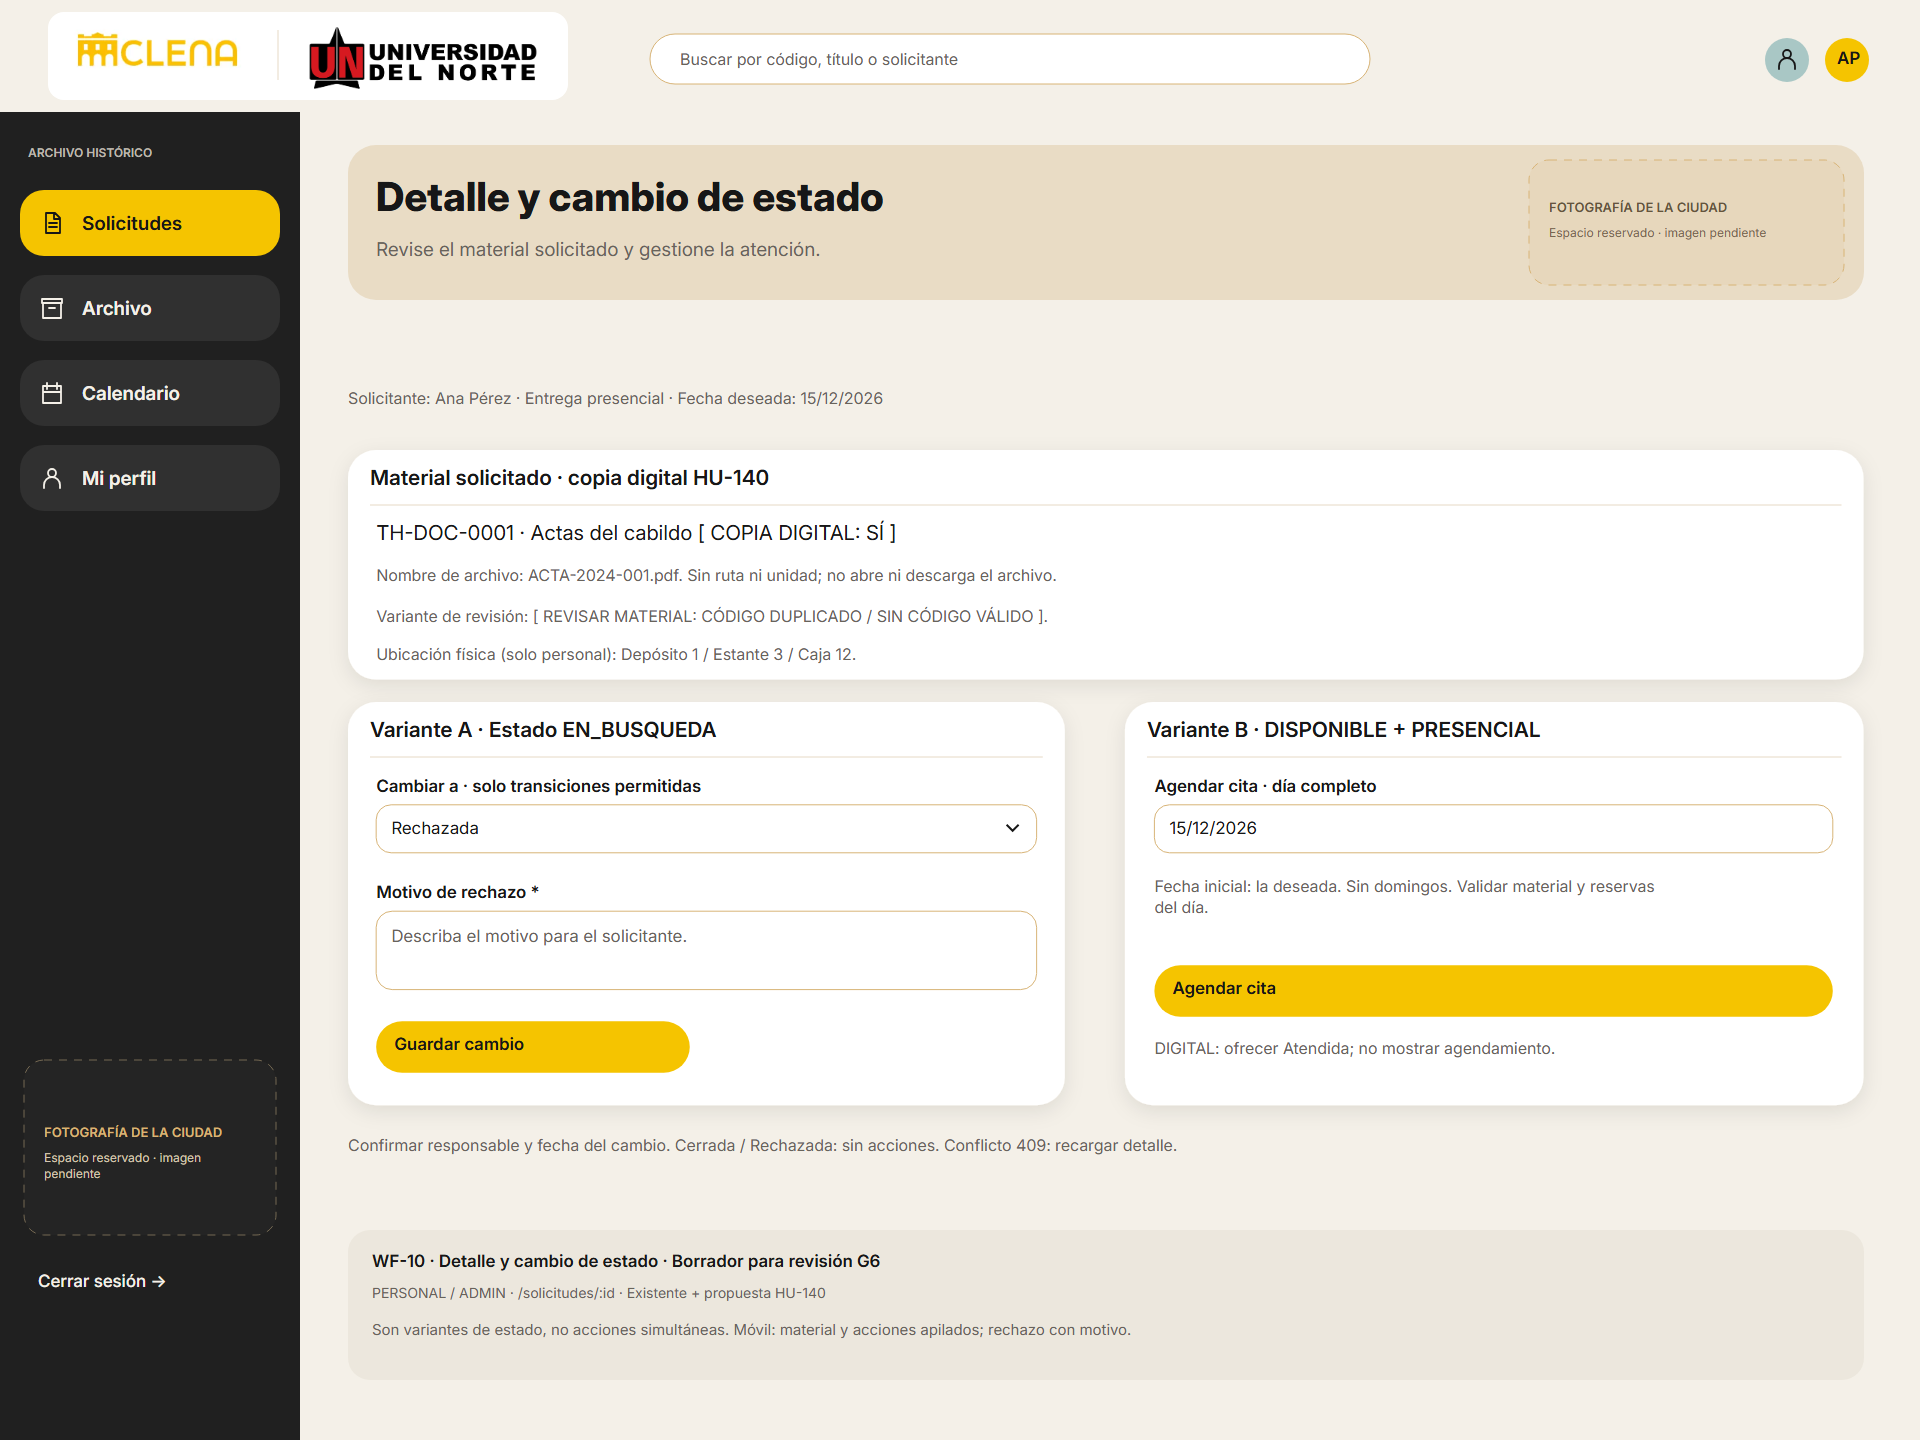 CLENA
UNIVERSIDAD
DEL NORTE
Buscar por código, título o solicitante
AP
ARCHIVO HISTÓRICO
Solicitudes
Archivo
Calendario
Mi perfil
FOTOGRAFÍA DE LA CIUDAD
Espacio reservado · imagen
pendiente
Cerrar sesión →
Detalle y cambio de estado
Revise el material solicitado y gestione la atención.
FOTOGRAFÍA DE LA CIUDAD
Espacio reservado · imagen pendiente
Solicitante: Ana Pérez · Entrega presencial · Fecha deseada: 15/12/2026
Material solicitado · copia digital HU-140
TH-DOC-0001 · Actas del cabildo [ COPIA DIGITAL: SÍ ]
Nombre de archivo: ACTA-2024-001.pdf. Sin ruta ni unidad; no abre ni descarga el archivo.
Variante de revisión: [ REVISAR MATERIAL: CÓDIGO DUPLICADO / SIN CÓDIGO VÁLIDO ].
Ubicación física (solo personal): Depósito 1 / Estante 3 / Caja 12.
Variante A · Estado EN_BUSQUEDA
Cambiar a · solo transiciones permitidas
Rechazada
Motivo de rechazo *
Describa el motivo para el solicitante.
Guardar cambio
Variante B · DISPONIBLE + PRESENCIAL
Agendar cita · día completo
15/12/2026
Fecha inicial: la deseada. Sin domingos. Validar material y reservas
del día.
Agendar cita
DIGITAL: ofrecer Atendida; no mostrar agendamiento.
Confirmar responsable y fecha del cambio. Cerrada / Rechazada: sin acciones. Conflicto 409: recargar detalle.
WF-10 · Detalle y cambio de estado · Borrador para revisión G6
PERSONAL / ADMIN · /solicitudes/:id · Existente + propuesta HU-140
Son variantes de estado, no acciones simultáneas. Móvil: material y acciones apilados; rechazo con motivo.